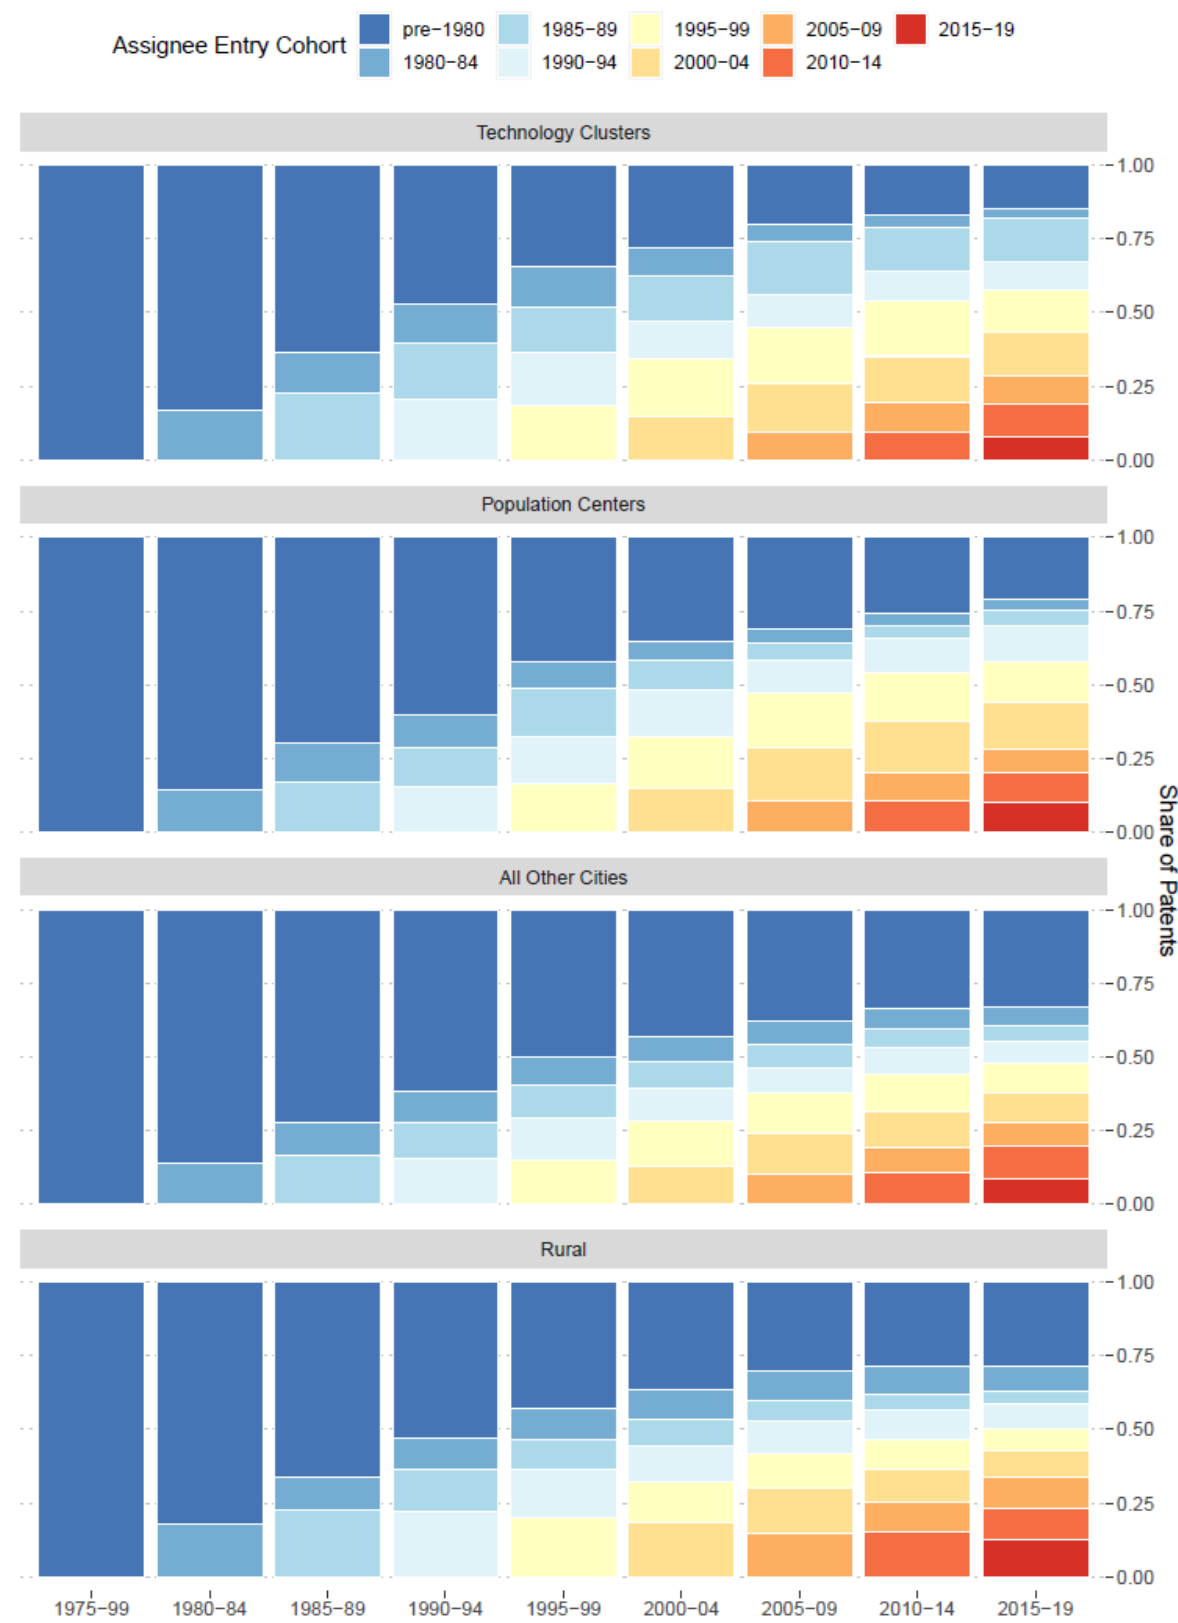 Assignee Entry Cohort
pre−1980 1985−89 1995−99 2005−09 2015−19
1980−84 1990−94 2000−04 2010−14
Technology Clusters
1.00
0.75
0.50
0.25
0.00
Population Centers
1.00
0.75
0.50
0.25
0.00
Share of Patents
All Other Cities
1.00
0.75
0.50
0.25
0.00
Rural
1.00
0.75
0.50
0.25
0.00
1975−99 1980−84 1985−89 1990−94 1995−99 2000−04 2005−09 2010−14 2015−19